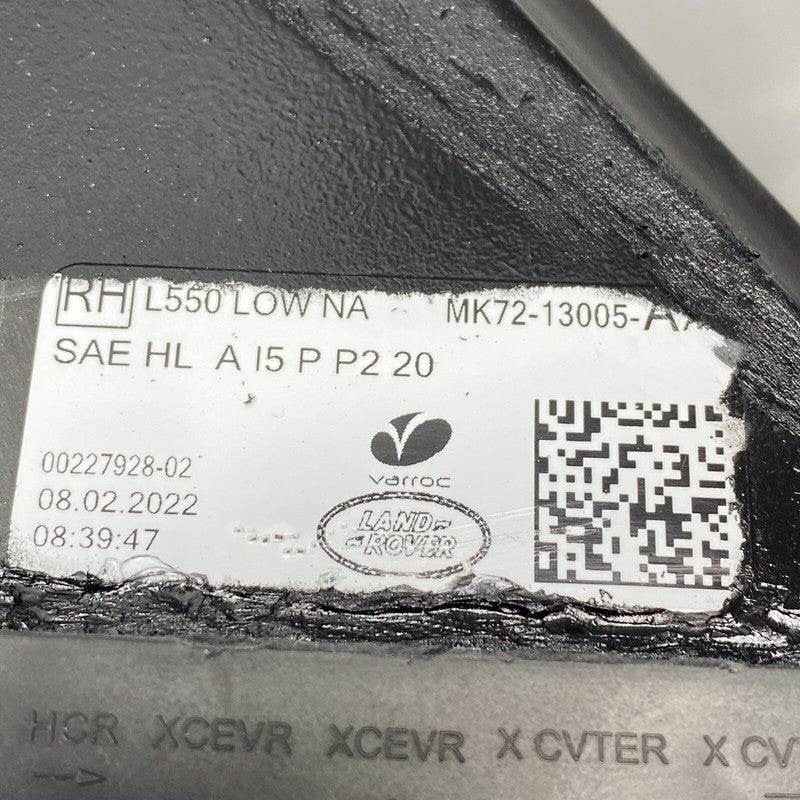 RH L550 LOW NA MK72-13005-A
SAE HL A I5 P P2 20
00227928-02
08.02.2022
08:39:47
varroc
LAND-
-ROVER
HCR XCEVR XCEVR X CVTER X CV